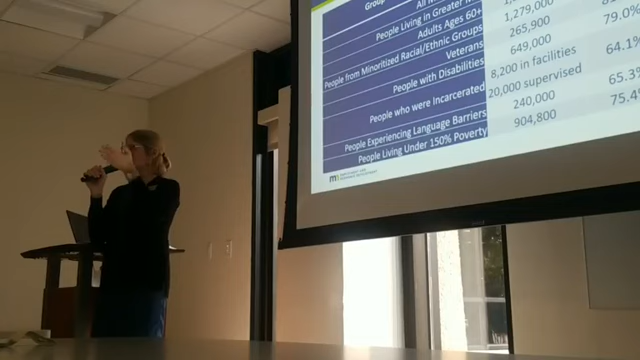 Group
All M
People Living in Greater M
1,279,000
79.0%
Adults Ages 60+
265,900
People from Minoritized Racial/Ethnic Groups
649,000
64.1%
Veterans
8,200 in facilities
People with Disabilities
20,000 supervised
65.3
People who were Incarcerated
240,000
75.4
People Experiencing Language Barriers
904,800
People Living Under 150% Poverty